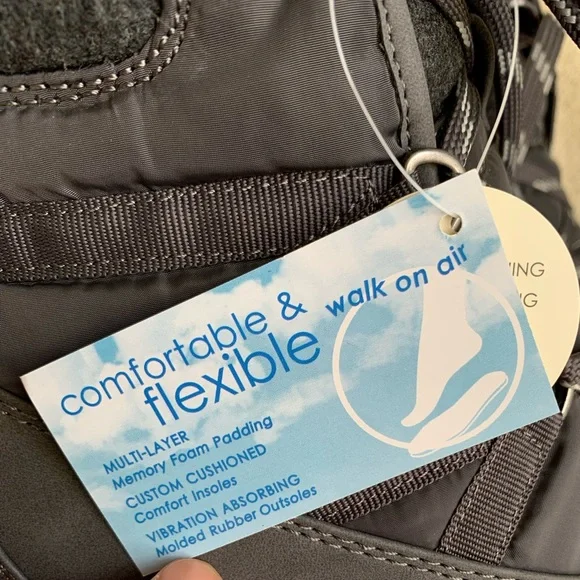 comfortable &
flexible
walk on air
MULTI-LAYER
Memory Foam Padding
CUSTOM CUSHIONED
Comfort Insoles
VIBRATION ABSORBING
Molded Rubber Outsoles